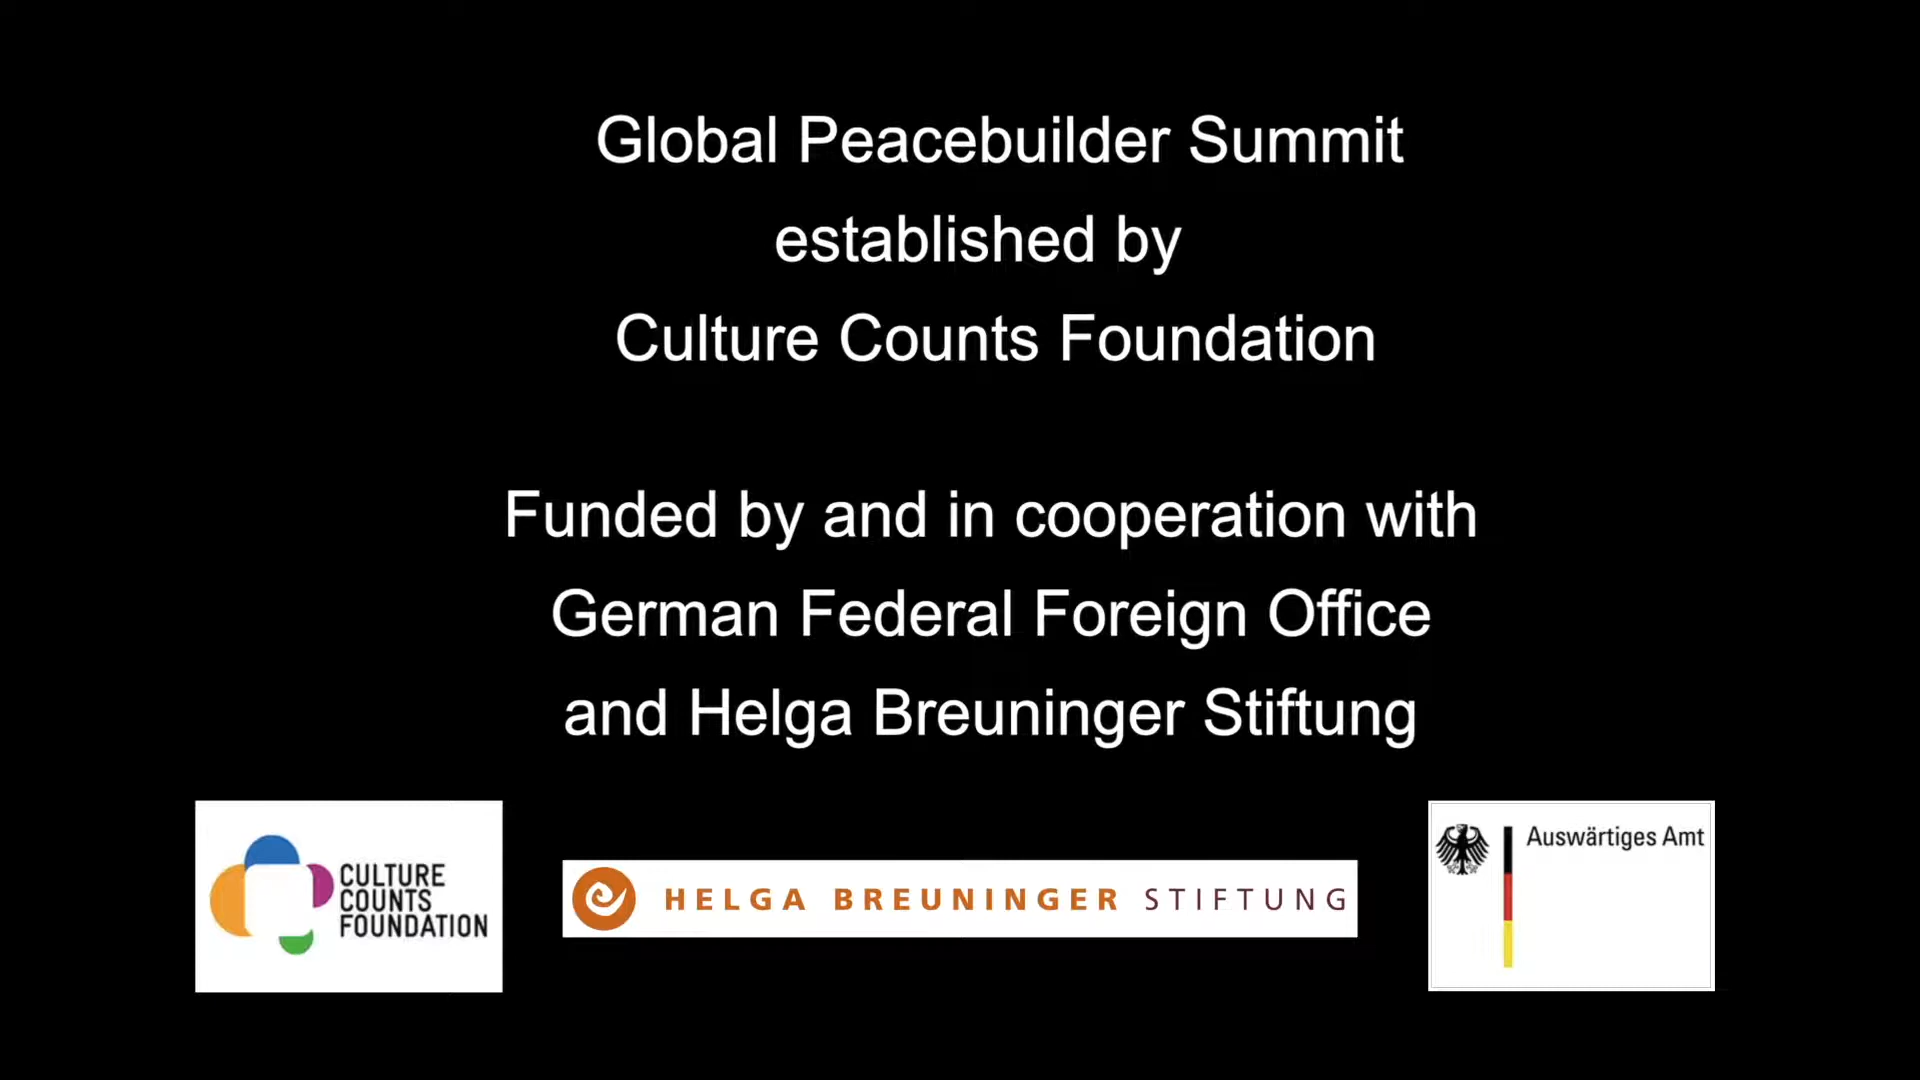 Global Peacebuilder Summit
established by
Culture Counts Foundation
Funded by and in cooperation with
German Federal Foreign Office
and Helga Breuninger Stiftung
CULTURE
COUNTS
FOUNDATION
HELGA BREUNINGER STIFTUNG
Auswärtiges Amt